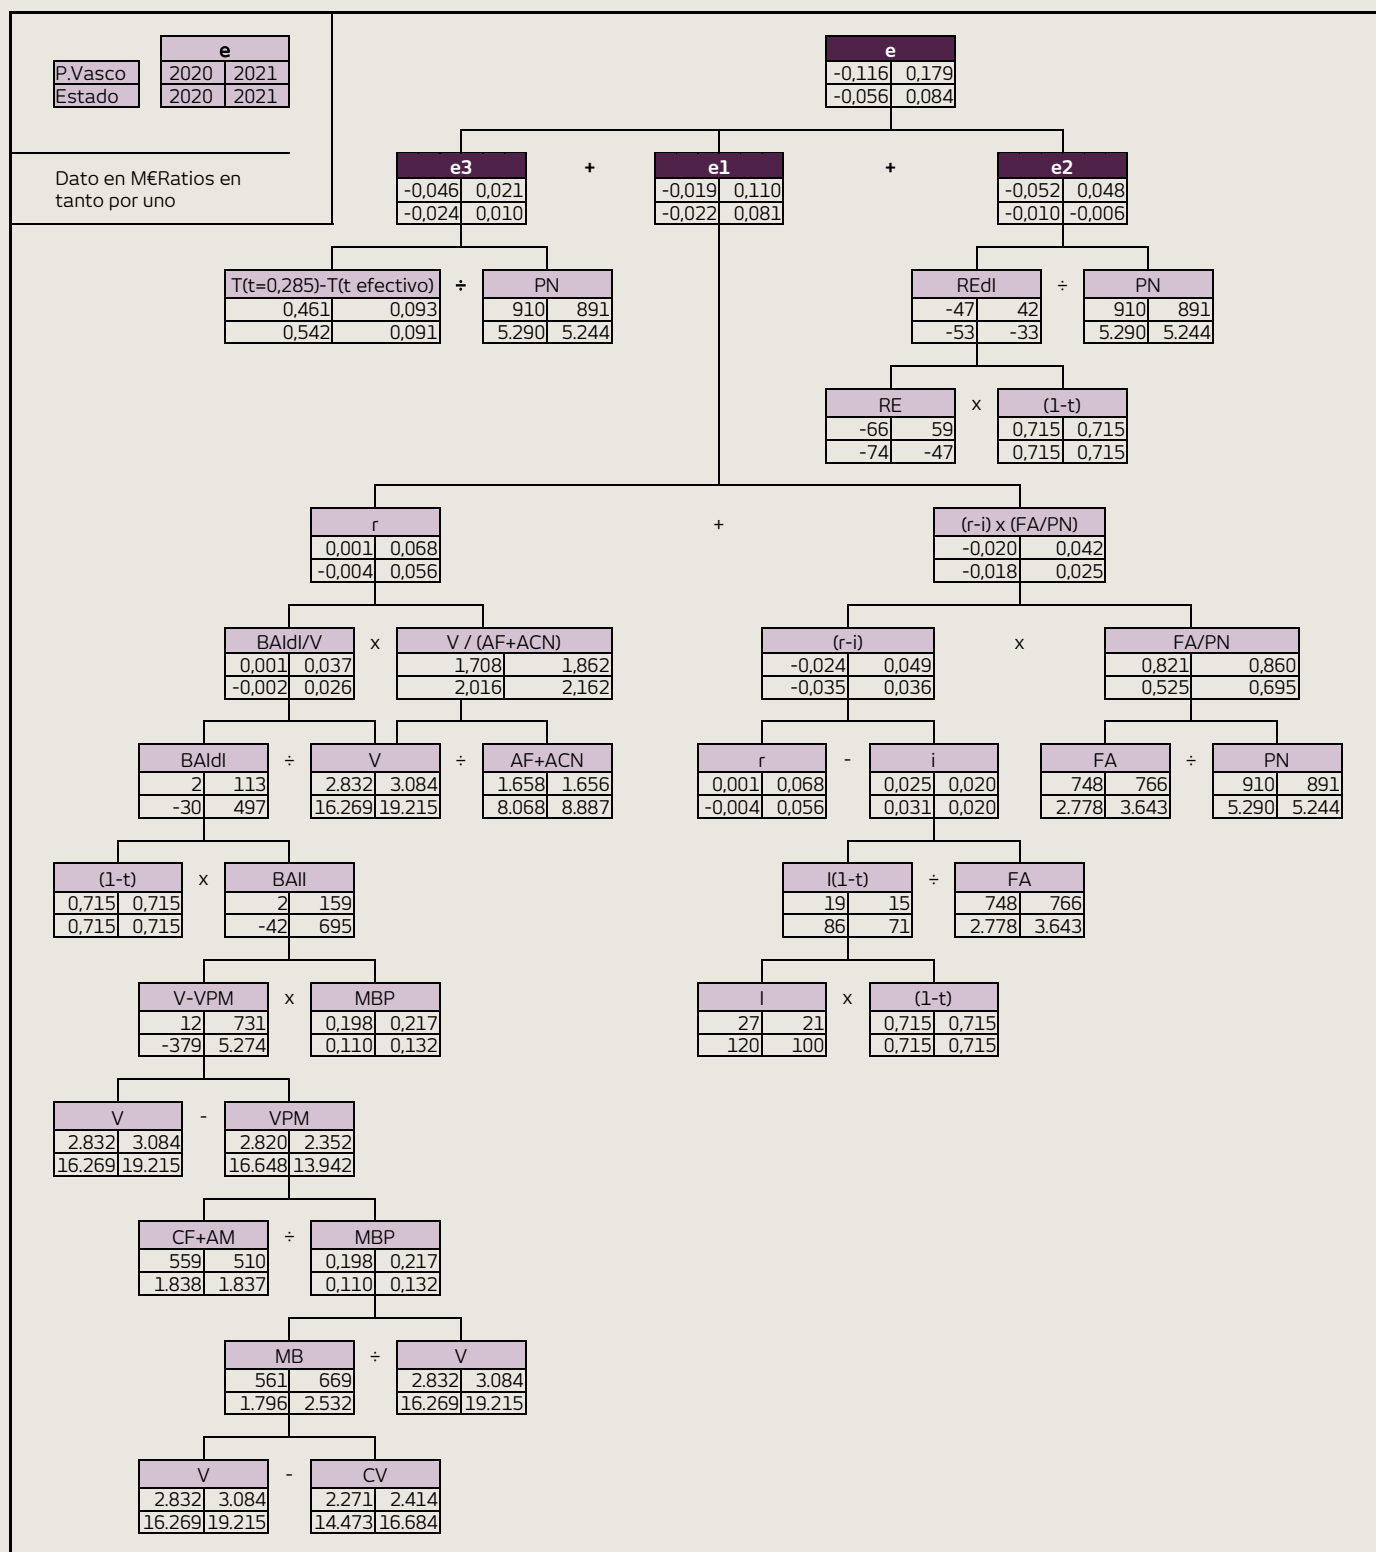 e
P.Vasco 2020 2021
Estado 2020 2021
Dato en M€Ratios en
tanto por uno
e
-0,116 0,179
-0,056 0,084
e3 + e1 + e2
-0,046 0,021 -0,019 0,110 -0,052 0,048
-0,024 0,010 -0,022 0,081 -0,010 -0,006
T(t=0,285)-T(t efectivo) ÷ PN REdI ÷ PN
0,461 0,093 910 891 -47 42 910 891
0,542 0,091 5.290 5.244 -53 -33 5.290 5.244
RE x (1-t)
-66 59 0,715 0,715
-74 -47 0,715 0,715
r + (r-i) x (FA/PN)
0,001 0,068 -0,020 0,042
-0,004 0,056 -0,018 0,025
BAIdI/V x V / (AF+ACN) (r-i) x FA/PN
0,001 0,037 1,708 1,862 -0,024 0,049 0,821 0,860
-0,002 0,026 2,016 2,162 -0,035 0,036 0,525 0,695
BAIdI ÷ V ÷ AF+ACN r - i FA ÷ PN
2 113 2.832 3.084 1.658 1.656 0,001 0,068 0,025 0,020 748 766 910 891
-30 497 16.269 19.215 8.068 8.887 -0,004 0,056 0,031 0,020 2.778 3.643 5.290 5.244
(1-t) x BAII I(1-t) ÷ FA
0,715 0,715 2 159 19 15 748 766
0,715 0,715 -42 695 86 71 2.778 3.643
V-VPM x MBP I x (1-t)
12 731 0,198 0,217 27 21 0,715 0,715
-379 5.274 0,110 0,132 120 100 0,715 0,715
V - VPM
2.832 3.084 2.820 2.352
16.269 19.215 16.648 13.942
CF+AM ÷ MBP
559 510 0,198 0,217
1.838 1.837 0,110 0,132
MB ÷ V
561 669 2.832 3.084
1.796 2.532 16.269 19.215
V - CV
2.832 3.084 2.271 2.414
16.269 19.215 14.473 16.684